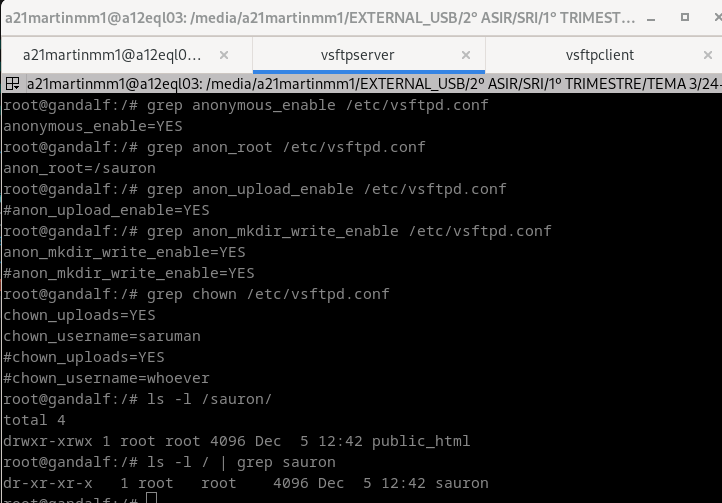 a21martinmm1@a12eql03: /media/a21martinmm1/EXTERNAL_USB/2º ASIR/SRI/1º TRIMEST…
a21martinmm1@a12eql0…
vsftpserver
vsftpclient
a21martinmm1@a12eql03: /media/a21martinmm1/EXTERNAL_USB/2º ASIR/SRI/1º TRIMESTRE/TEMA 3/24-
root@gandalf:/# grep anonymous_enable /etc/vsftpd.conf
anonymous_enable=YES
root@gandalf:/# grep anon_root /etc/vsftpd.conf
anon_root=/sauron
root@gandalf:/# grep anon_upload_enable /etc/vsftpd.conf
#anon_upload_enable=YES
root@gandalf:/# grep anon_mkdir_write_enable /etc/vsftpd.conf
anon_mkdir_write_enable=YES
#anon_mkdir_write_enable=YES
root@gandalf:/# grep chown /etc/vsftpd.conf
chown_uploads=YES
chown_username=saruman
#chown_uploads=YES
#chown_username=whoever
root@gandalf:/# ls -l /sauron/
total 4
drwxr-xrwx 1 root root 4096 Dec  5 12:42 public_html
root@gandalf:/# ls -l / | grep sauron
dr-xr-xr-x   1 root   root    4096 Dec  5 12:42 sauron
root@gandalf:/#